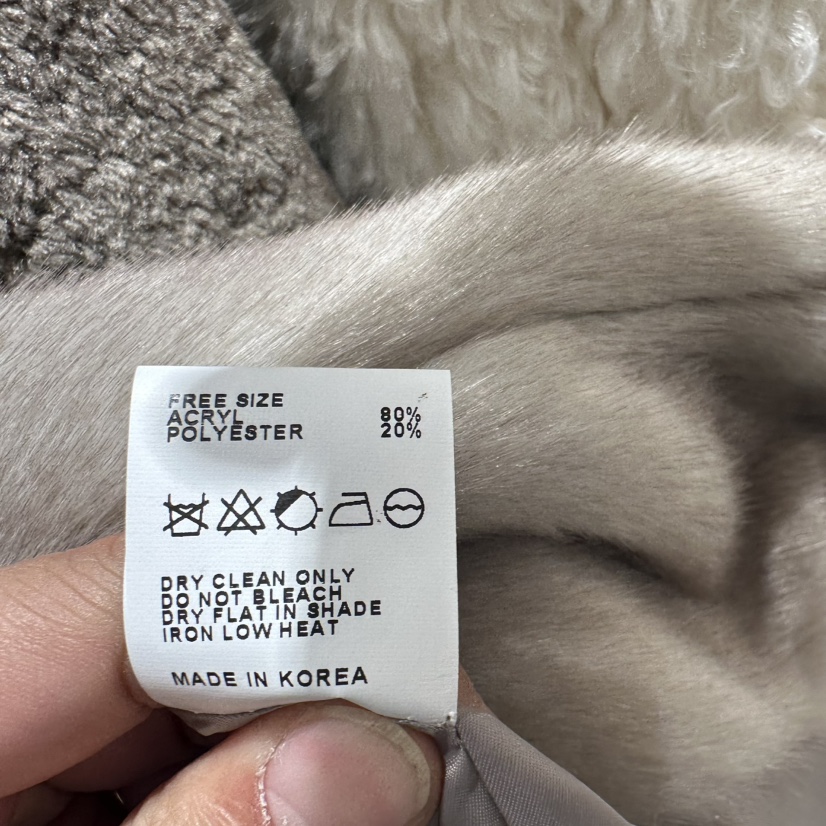 FREE SIZE
ACRYL 80%
POLYESTER 20%
DRY CLEAN ONLY
DO NOT BLEACH
DRY FLAT IN SHADE
IRON LOW HEAT
MADE IN KOREA